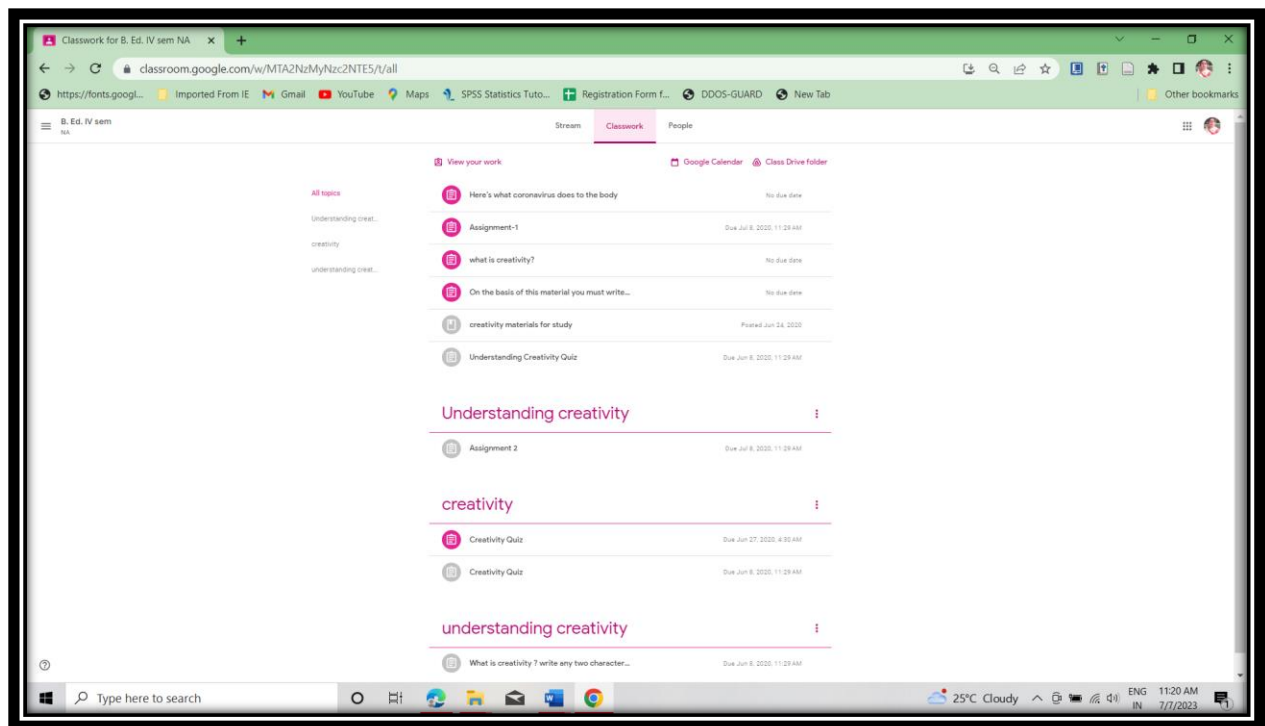 Classwork for B. Ed. IV sem NA
classroom.google.com/w/MTA2NzMyNzc2NTE5/t/all
https://fonts.googl... Imported From IE Gmail YouTube Maps SPSS Statistics Tuto... Registration Form f... DDOS-GUARD New Tab Other bookmarks
B. Ed. IV sem
NA
Stream Classwork People
View your work Google Calendar Class Drive folder
All topics
Understanding creat...
creativity
understanding creat...
Here's what coronavirus does to the body No due date
Assignment-1 Due Jul 8, 2020, 11:29 AM
what is creativity? No due date
On the basis of this material you must write... No due date
creativity materials for study Posted Jun 24, 2020
Understanding Creativity Quiz Due Jun 8, 2020, 11:29 AM
Understanding creativity
Assignment 2 Due Jul 8, 2020, 11:29 AM
creativity
Creativity Quiz Due Jun 27, 2020, 4:30 AM
Creativity Quiz Due Jun 8, 2020, 11:29 AM
understanding creativity
What is creativity ? write any two character... Due Jun 8, 2020, 11:29 AM
Type here to search 25°C Cloudy ENG 11:20 AM
IN 7/7/2023